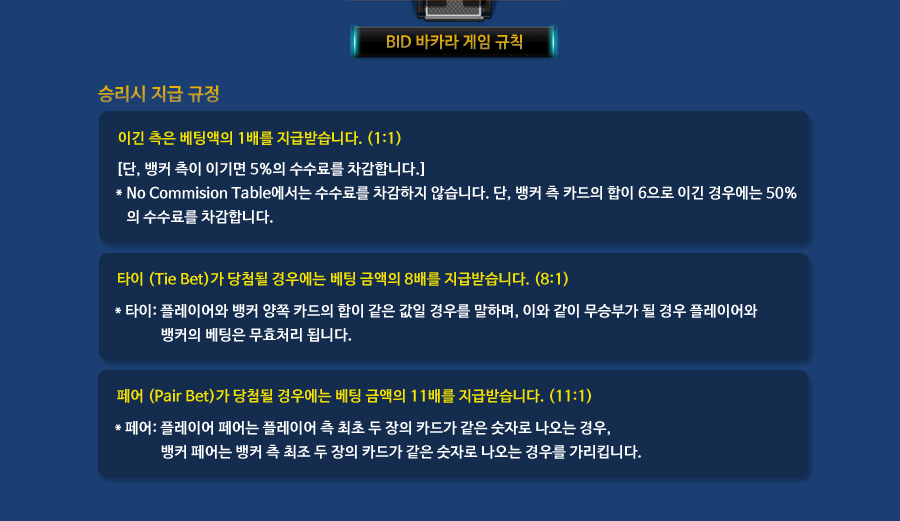 BID 바카라 게임 규칙
승리시 지급 규정
이긴 측은 베팅액의 1배를 지급받습니다. (1:1)
[단, 뱅커 측이 이기면 5%의 수수료를 차감합니다.]
* No Commision Table에서는 수수료를 차감하지 않습니다. 단, 뱅커 측 카드의 합이 6으로 이긴 경우에는 50%
의 수수료를 차감합니다.
타이 (Tie Bet)가 당첨될 경우에는 베팅 금액의 8배를 지급받습니다. (8:1)
* 타이: 플레이어와 뱅커 양쪽 카드의 합이 같은 값일 경우를 말하며, 이와 같이 무승부가 될 경우 플레이어와
뱅커의 베팅은 무효처리 됩니다.
페어 (Pair Bet)가 당첨될 경우에는 베팅 금액의 11배를 지급받습니다. (11:1)
* 페어: 플레이어 페어는 플레이어 측 최초 두 장의 카드가 같은 숫자로 나오는 경우,
뱅커 페어는 뱅커 측 최조 두 장의 카드가 같은 숫자로 나오는 경우를 가리킵니다.